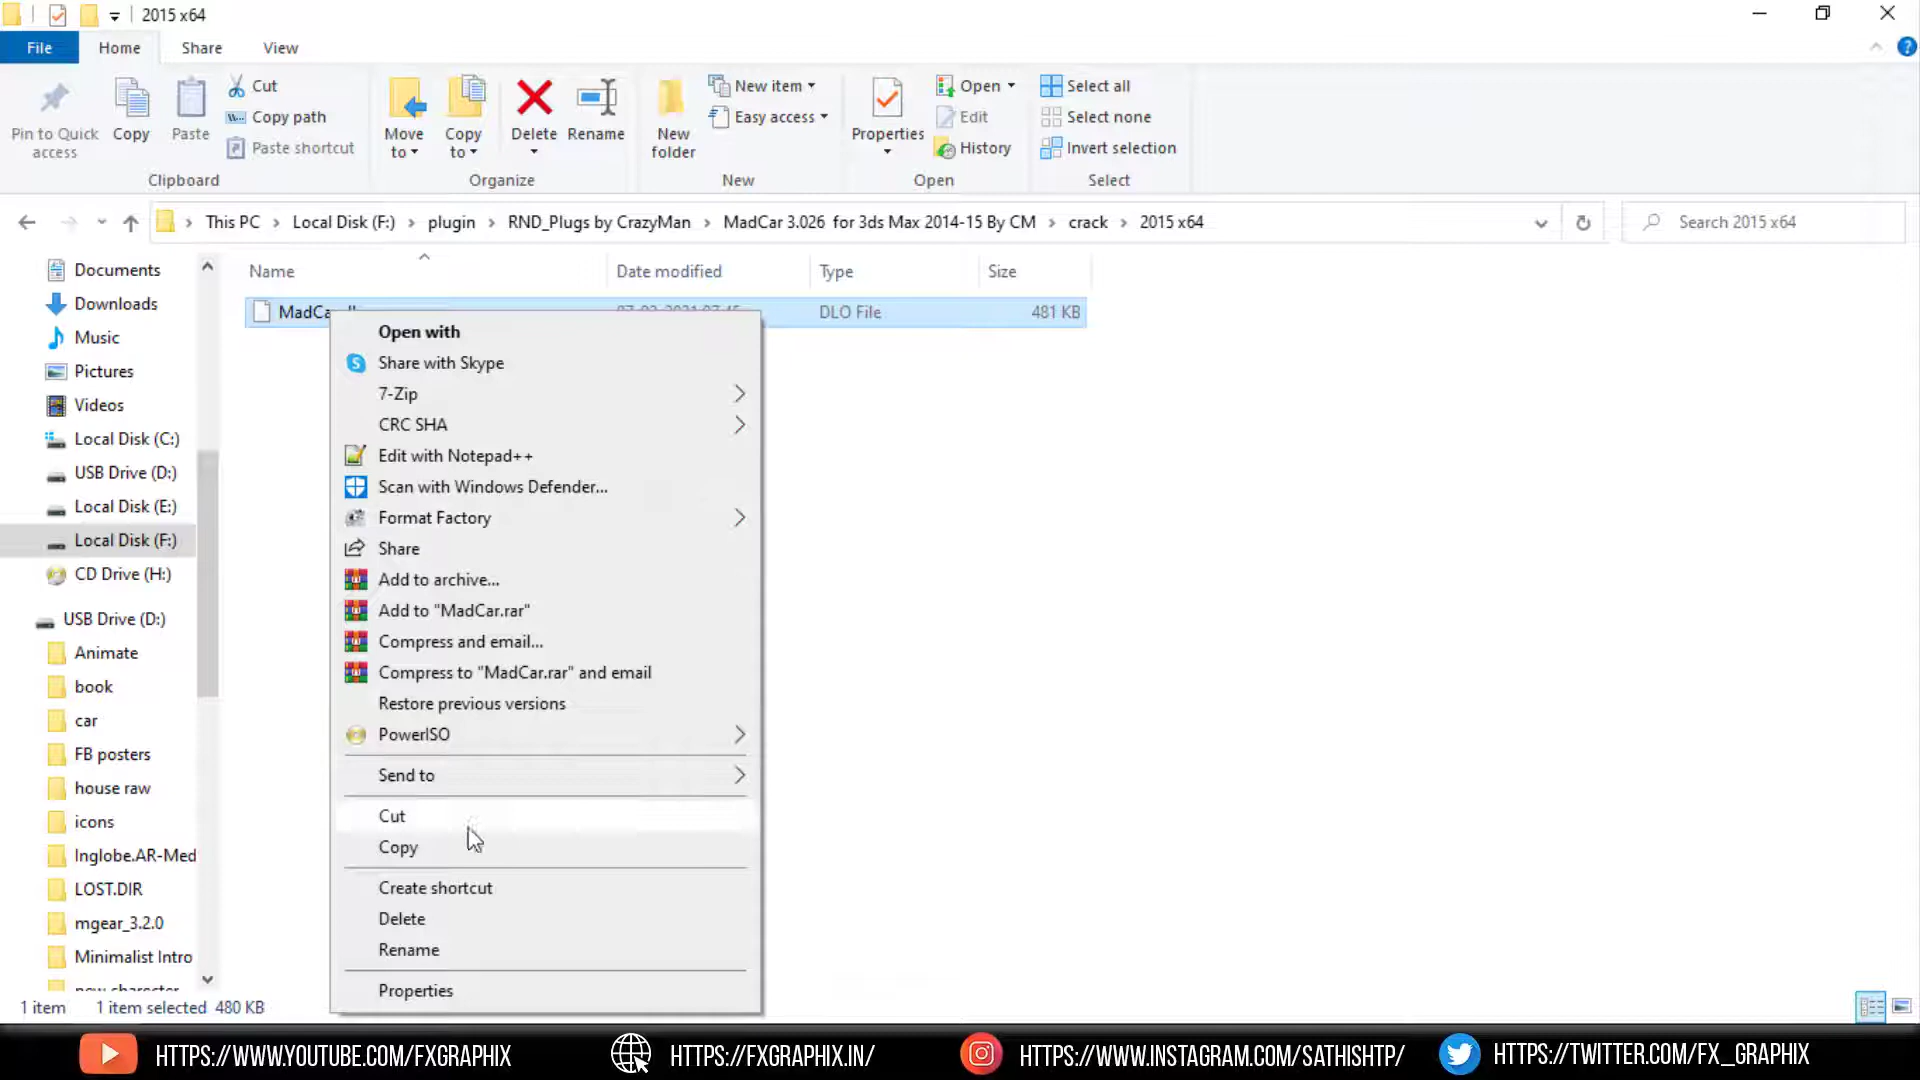 2015 x64
File Home Share View
Pin to Quick access
Copy
Paste
Cut
Copy path
Paste shortcut
Clipboard
Move to
Copy to
Delete
Rename
Organize
New folder
New item
Easy access
New
Properties
Open
Edit
History
Open
Select all
Select none
Invert selection
Select
This PC Local Disk (F:) plugin RND_Plugs by CrazyMan MadCar 3.026 for 3ds Max 2014-15 By CM crack 2015 x64
Search 2015 x64
Name Date modified Type Size
DLO File 481 KB
Documents
Downloads
Music
Pictures
Videos
Local Disk (C:)
USB Drive (D:)
Local Disk (E:)
Local Disk (F:)
CD Drive (H:)
USB Drive (D:)
Animate
book
car
FB posters
house raw
icons
Inglobe.AR-Med
LOST.DIR
mgear_3.2.0
Minimalist Intro
Open with
Share with Skype
7-Zip
CRC SHA
Edit with Notepad++
Scan with Windows Defender...
Format Factory
Share
Add to archive...
Add to "MadCar.rar"
Compress and email...
Compress to "MadCar.rar" and email
Restore previous versions
PowerISO
Send to
Cut
Copy
Create shortcut
Delete
Rename
Properties
1 item 1 item selected 480 KB
HTTPS://WWW.YOUTUBE.COM/FXGRAPHIX
HTTPS://FXGRAPHIX.IN/
HTTPS://WWW.INSTAGRAM.COM/SATHISHTP/
HTTPS://TWITTER.COM/FX_GRAPHIX